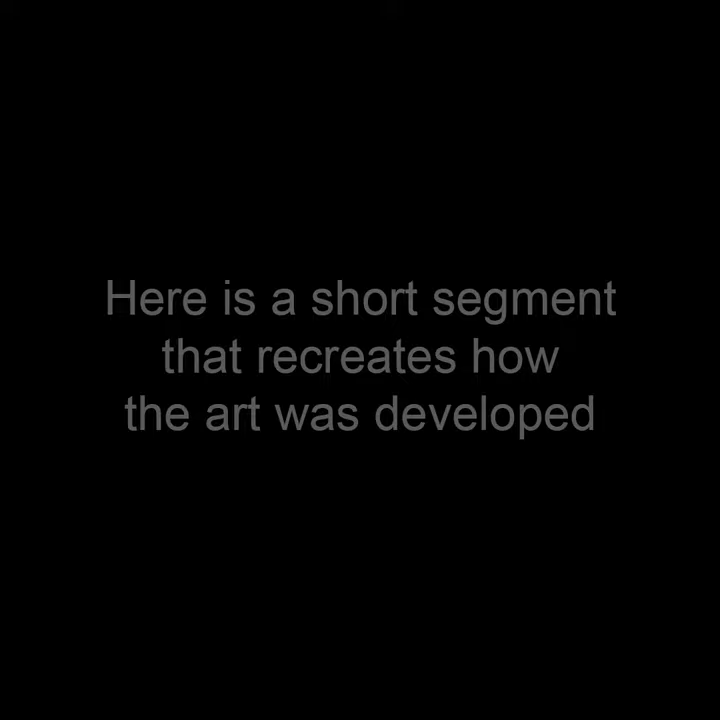 Here is a short segment
that recreates how
the art was developed